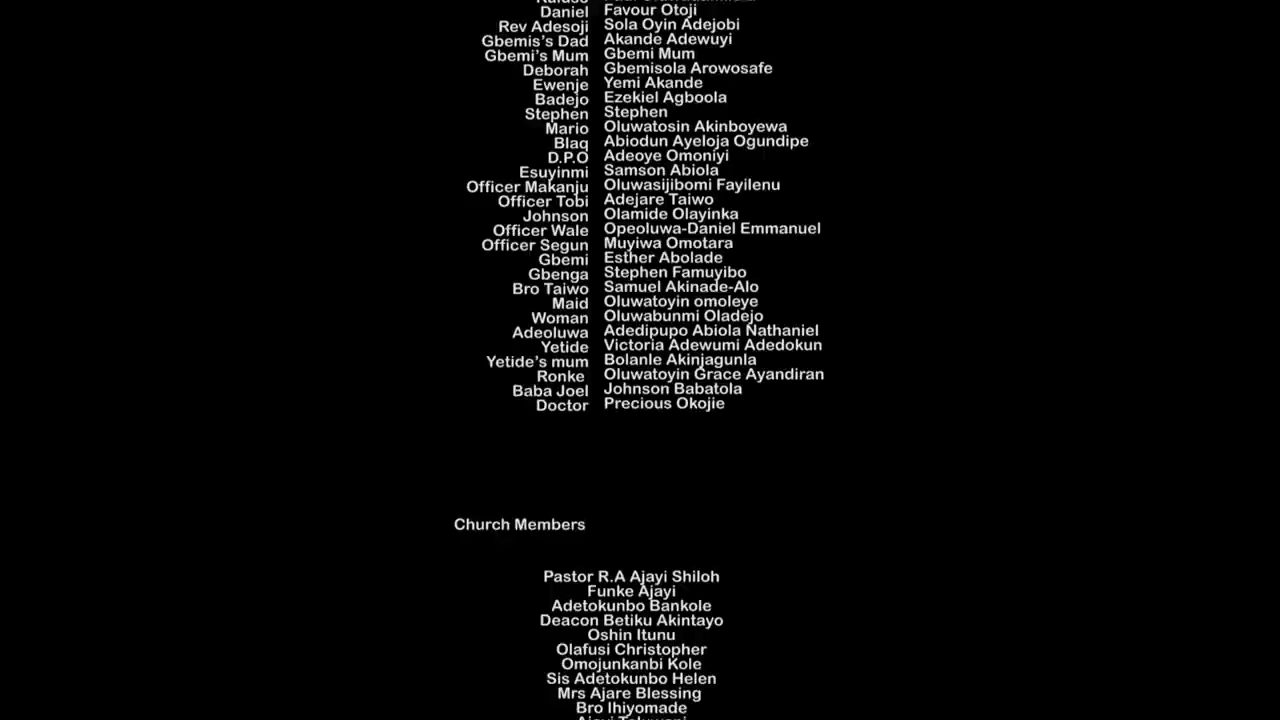 Daniel Favour Otoji
Rev Adesoji Sola Oyin Adejobi
Gbemis's Dad Akande Adewuyi
Gbemi's Mum Gbemi Mum
Deborah Gbemisola Arowosafe
Ewenje Yemi Akande
Badejo Ezekiel Agboola
Stephen Stephen
Mario Oluwatosin Akinboyewa
Blaq Abiodun Ayeloja Ogundipe
D.P.O Adeoye Omoniyi
Esuyinmi Samson Abiola
Officer Makanju Oluwasijibomi Fayilenu
Officer Tobi Adejare Taiwo
Johnson Olamide Olayinka
Officer Wale Opeoluwa-Daniel Emmanuel
Officer Segun Muyiwa Omotara
Gbemi Esther Abolade
Gbenga Stephen Famuyibo
Bro Taiwo Samuel Akinade-Alo
Maid Oluwatoyin omoleye
Woman Oluwabunmi Oladejo
Adeoluwa Adedipupo Abiola Nathaniel
Yetide Victoria Adewumi Adedokun
Yetide's mum Bolanle Akinjagunla
Ronke Oluwatoyin Grace Ayandiran
Baba Joel Johnson Babatola
Doctor Precious Okojie
Church Members
Pastor R.A Ajayi Shiloh
Funke Ajayi
Adetokunbo Bankole
Deacon Betiku Akintayo
Oshin Itunu
Olafusi Christopher
Omojunkanbi Kole
Sis Adetokunbo Helen
Mrs Ajare Blessing
Bro Ihiyomade